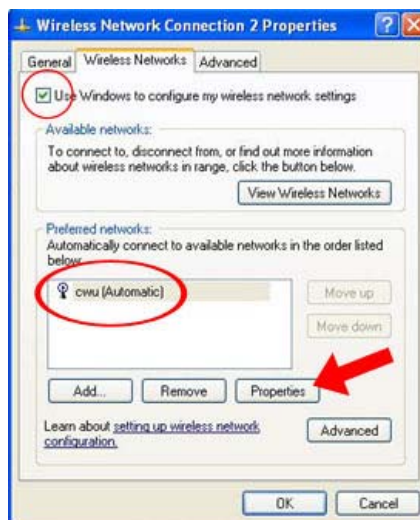 Wireless Network Connection 2 Properties
General Wireless Networks Advanced
Use Windows to configure my wireless network settings
Available networks:
To connect to, disconnect from, or find out more information
about wireless networks in range, click the button below.
View Wireless Networks
Preferred networks:
Automatically connect to available networks in the order listed
below:
cwu (Automatic)
Move up
Move down
Add... Remove Properties
Learn about setting up wireless network
configuration.
Advanced
OK Cancel